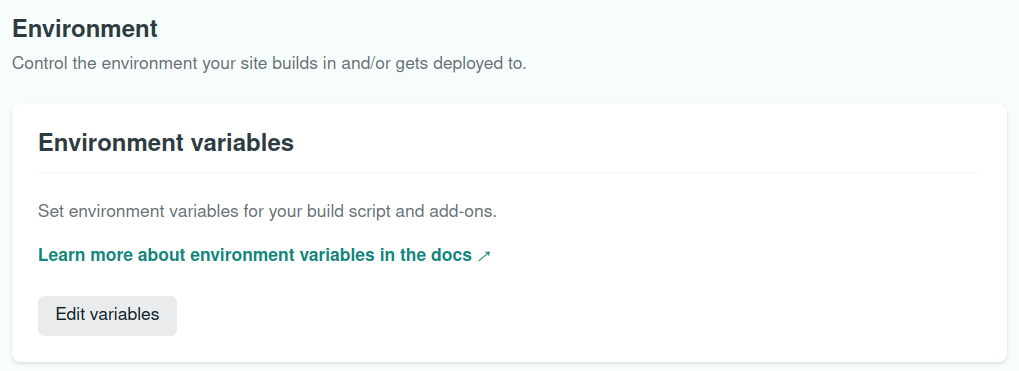 Environment
Control the environment your site builds in and/or gets deployed to.
Environment variables
Set environment variables for your build script and add-ons.
Learn more about environment variables in the docs ↗
Edit variables